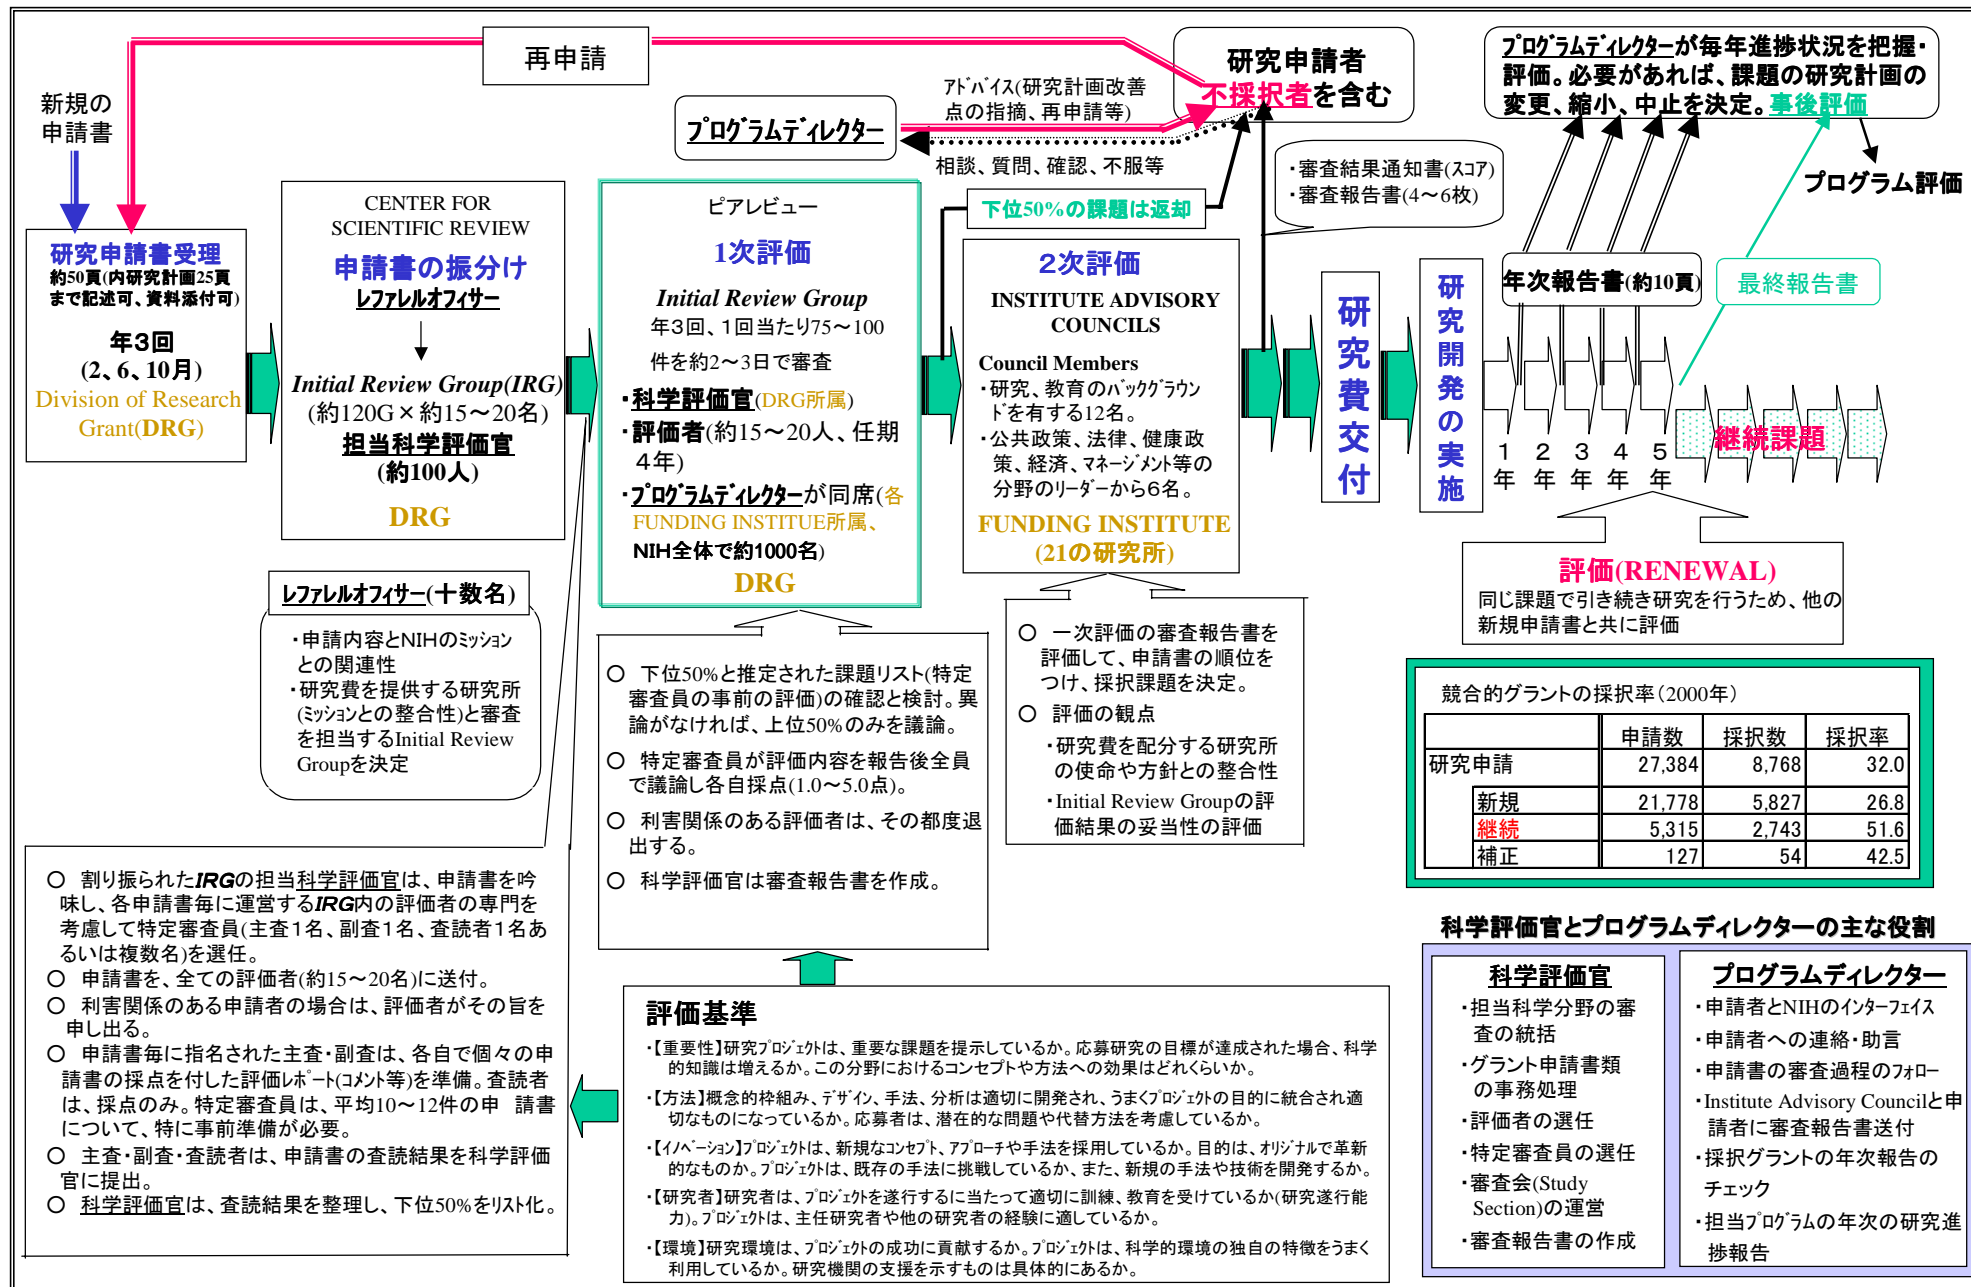 再申請
新規の
申請書
研究申請者
不採択者を含む
アドバイス(研究計画改善
点の指摘、再申請等)
プログラムディレクター
相談、質問、確認、不服等
プログラムディレクターが毎年進捗状況を把握・
評価。必要があれば、課題の研究計画の
変更、縮小、中止を決定。事後評価
プログラム評価
・審査結果通知書(スコア)
・審査報告書(4～6枚)
下位50%の課題は返却
研究申請書受理
約50頁(内研究計画25頁
まで記述可、資料添付可)
年3回
(2、6、10月)
Division of Research
Grant(DRG)
CENTER FOR
SCIENTIFIC REVIEW
申請書の振分け
レファレルオフィサー
Initial Review Group(IRG)
(約120G×約15～20名)
担当科学評価官
(約100人)
DRG
ピアレビュー
1次評価
Initial Review Group
年３回、１回当たり75～100
件を約2～3日で審査
・科学評価官(DRG所属)
・評価者(約15～20人、任期
４年)
・プログラムディレクターが同席(各
FUNDING INSTITUE所属、
NIH全体で約1000名)
DRG
２次評価
INSTITUTE ADVISORY
COUNCILS
Council Members
・研究、教育のバックグラウン
ドを有する12名。
・公共政策、法律、健康政
策、経済、マネージメント等の
分野のリーダーから6名。
FUNDING INSTITUTE
(21の研究所)
研究費交付
研究開発の実施
年次報告書(約10頁)
最終報告書
１年
２年
３年
４年
５年
継続課題
評価(RENEWAL)
同じ課題で引き続き研究を行うため、他の
新規申請書と共に評価
レファレルオフィサー(十数名)
・申請内容とNIHのミッション
との関連性
・研究費を提供する研究所
(ミッションとの整合性)と審査
を担当するInitial Review
Groupを決定
○ 下位50%と推定された課題リスト(特定
審査員の事前の評価)の確認と検討。異
論がなければ、上位50%のみを議論。
○ 特定審査員が評価内容を報告後全員
で議論し各自採点(1.0～5.0点)。
○ 利害関係のある評価者は、その都度退
出する。
○ 科学評価官は審査報告書を作成。
○ 一次評価の審査報告書を
評価して、申請書の順位を
つけ、採択課題を決定。
○ 評価の観点
・研究費を配分する研究所
の使命や方針との整合性
・Initial Review Groupの評
価結果の妥当性の評価
競合的グラントの採択率（2000年）
申請数 採択数 採択率
研究申請 27,384 8,768 32.0
新規 21,778 5,827 26.8
継続 5,315 2,743 51.6
補正 127 54 42.5
○ 割り振られたIRGの担当科学評価官は、申請書を吟
味し、各申請書毎に運営するIRG内の評価者の専門を
考慮して特定審査員(主査１名、副査１名、査読者１名あ
るいは複数名)を選任。
○ 申請書を、全ての評価者(約15～20名)に送付。
○ 利害関係のある申請者の場合は、評価者がその旨を
申し出る。
○ 申請書毎に指名された主査・副査は、各自で個々の申
請書の採点を付した評価レポート(コメント等)を準備。査読者
は、採点のみ。特定審査員は、平均10～12件の申 請書
について、特に事前準備が必要。
○ 主査・副査・査読者は、申請書の査読結果を科学評価
官に提出。
○ 科学評価官は、査読結果を整理し、下位50%をリスト化。
評価基準
・【重要性】研究プロジェクトは、重要な課題を提示しているか。応募研究の目標が達成された場合、科学
的知識は増えるか。この分野におけるコンセプトや方法への効果はどれくらいか。
・【方法】概念的枠組み、デザイン、手法、分析は適切に開発され、うまくプロジェクトの目的に統合され適
切なものになっているか。応募者は、潜在的な問題や代替方法を考慮しているか。
・【イノベーション】プロジェクトは、新規なコンセプト、アプローチや手法を採用しているか。目的は、オリジナルで革新
的なものか。プロジェクトは、既存の手法に挑戦しているか、また、新規の手法や技術を開発するか。
・【研究者】研究者は、プロジェクトを遂行するに当たって適切に訓練、教育を受けているか(研究遂行能
力)。プロジェクトは、主任研究者や他の研究者の経験に適しているか。
・【環境】研究環境は、プロジェクトの成功に貢献するか。プロジェクトは、科学的環境の独自の特徴をうまく
利用しているか。研究機関の支援を示すものは具体的にあるか。
科学評価官とプログラムディレクターの主な役割
科学評価官
・担当科学分野の審
査の統括
・グラント申請書類
の事務処理
・評価者の選任
・特定審査員の選任
・審査会(Study
Section)の運営
・審査報告書の作成
プログラムディレクター
・申請者とNIHのインターフェイス
・申請者への連絡・助言
・申請書の審査過程のフォロー
・Institute Advisory Councilと申
請者に審査報告書送付
・採択グラントの年次報告の
チェック
・担当プログラムの年次の研究進
捗報告